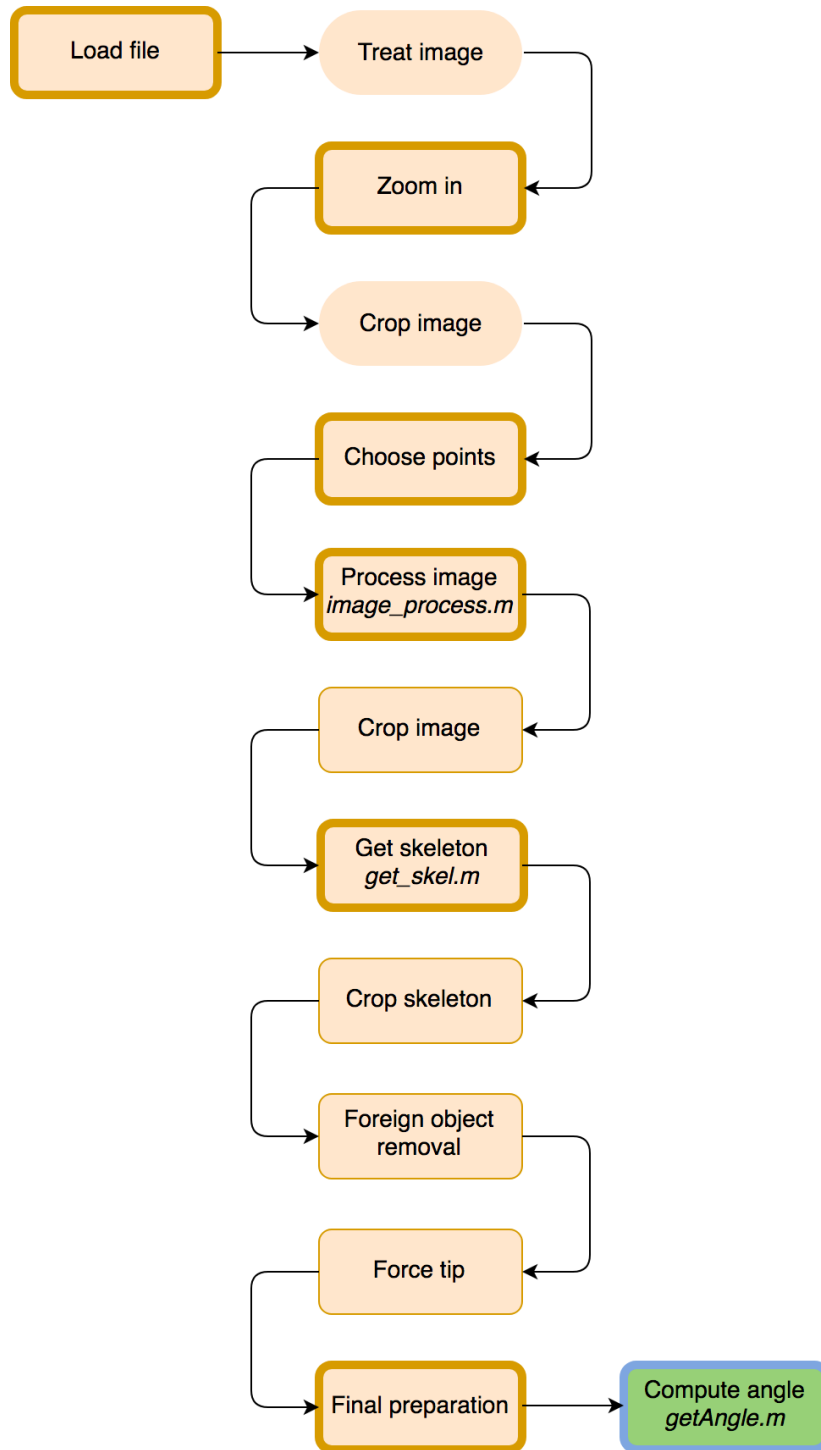 Load file
Treat image
Zoom in
Crop image
Choose points
Process image
image_process.m
Crop image
Get skeleton
get_skel.m
Crop skeleton
Foreign object
removal
Force tip
Final preparation
Compute angle
getAngle.m